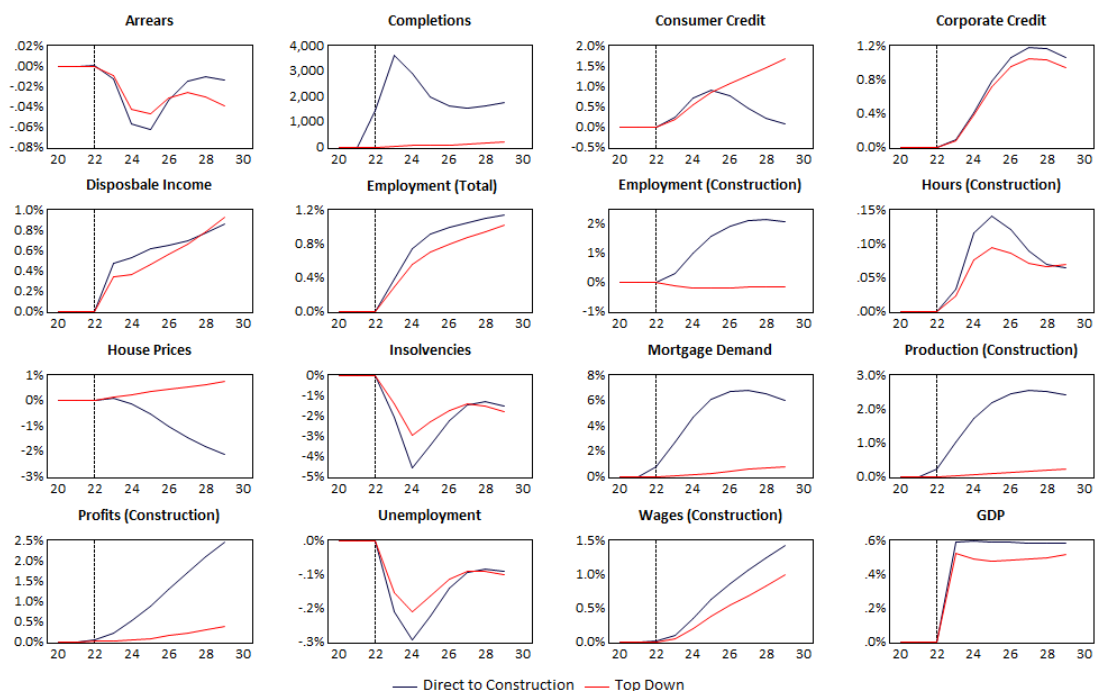 Arrears
Completions
Consumer Credit
Corporate Credit
.02%
.00%
-.02%
-.04%
-.06%
-.08%
20 22 24 26 28 30
4,000
3,000
2,000
1,000
0
20 22 24 26 28 30
2.0%
1.5%
1.0%
0.5%
0.0%
-0.5%
20 22 24 26 28 30
1.2%
0.8%
0.4%
0.0%
20 22 24 26 28 30
Disposbale Income
Employment (Total)
Employment (Construction)
Hours (Construction)
1.0%
0.8%
0.6%
0.4%
0.2%
0.0%
20 22 24 26 28 30
1.2%
0.8%
0.4%
0.0%
20 22 24 26 28 30
2%
1%
0%
-1%
20 22 24 26 28 30
.15%
.10%
.05%
.00%
20 22 24 26 28 30
House Prices
Insolvencies
Mortgage Demand
Production (Construction)
1%
0%
-1%
-2%
-3%
20 22 24 26 28 30
0%
-1%
-2%
-3%
-4%
-5%
20 22 24 26 28 30
8%
6%
4%
2%
0%
20 22 24 26 28 30
3.0%
2.0%
1.0%
0.0%
20 22 24 26 28 30
Profits (Construction)
Unemployment
Wages (Construction)
GDP
2.5%
2.0%
1.5%
1.0%
0.5%
0.0%
20 22 24 26 28 30
.0%
-.1%
-.2%
-.3%
20 22 24 26 28 30
1.5%
1.0%
0.5%
0.0%
20 22 24 26 28 30
.6%
.4%
.2%
.0%
20 22 24 26 28 30
Direct to Construction Top Down